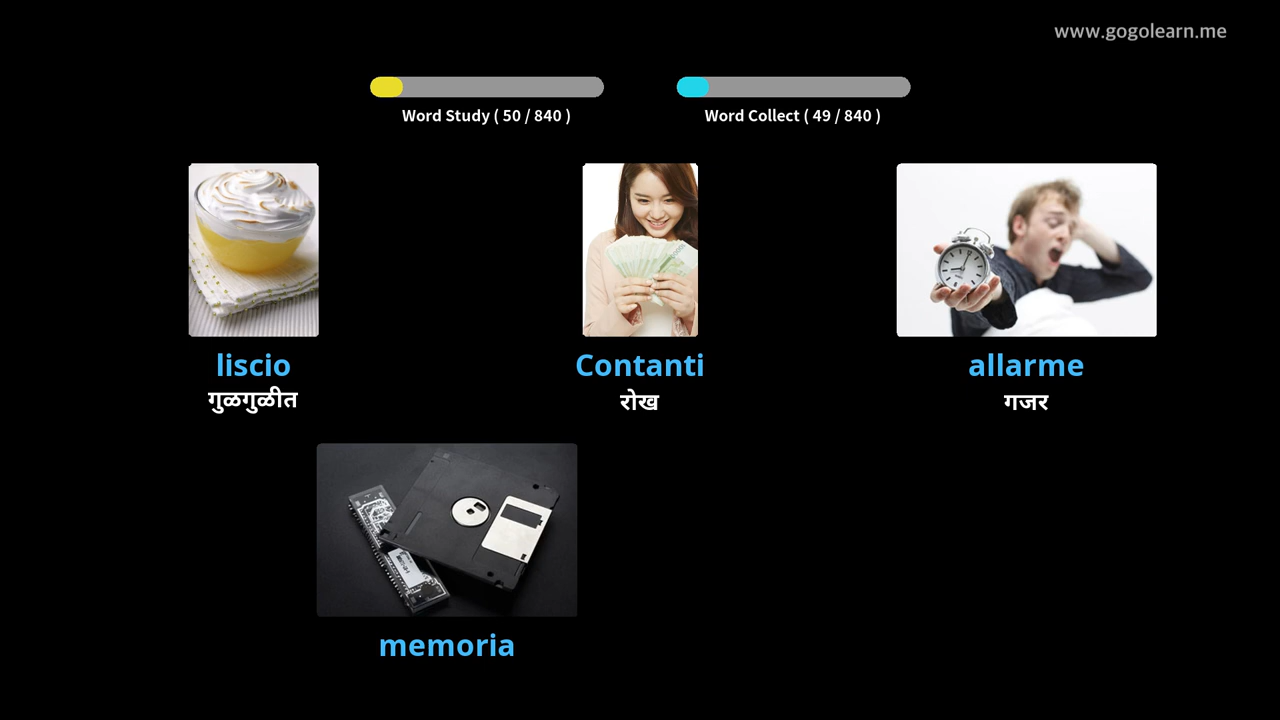 www.gogolearn.me
Word Study ( 50 / 840 )
Word Collect ( 49 / 840 )
liscio
गुळगुळीत
Contanti
रोख
allarme
गजर
memoria